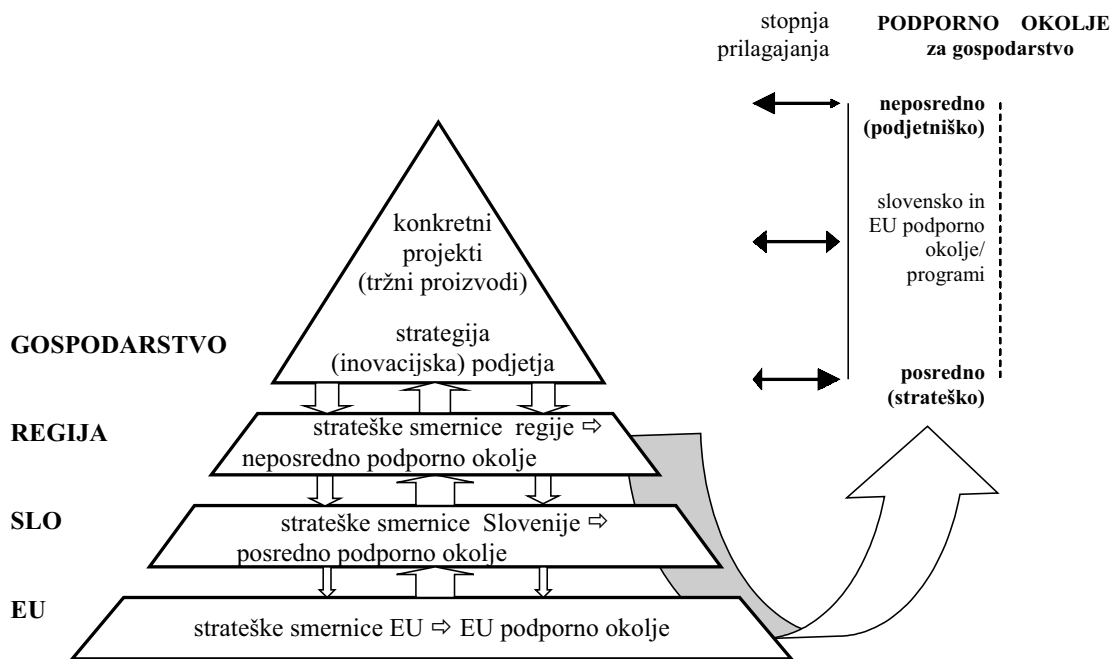 stopnja
prilagajanja
PODPORNO OKOLJE
za gospodarstvo
neposredno
(podjetniško)
slovensko in
EU podporno
okolje/
programi
posredno
(strateško)
konkretni
projekti
(tržni proizvodi)
strategija
(inovacijska) podjetja
GOSPODARSTVO
REGIJA
strateške smernice regije ⇨
neposredno podporno okolje
SLO
strateške smernice Slovenije ⇨
posredno podporno okolje
EU
strateške smernice EU ⇨ EU podporno okolje